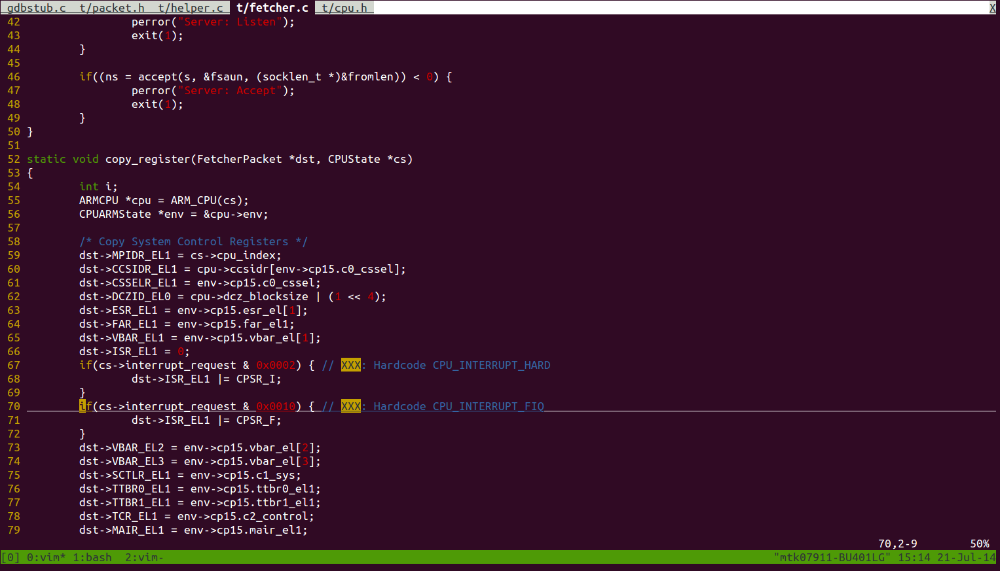 gdbstub.c  t/packet.h  t/helper.c  t/fetcher.c  t/cpu.h  X
42                 perror("Server: Listen");
43                 exit(1);
44         }
45
46         if((ns = accept(s, &fsaun, (socklen_t *)&fromlen)) < 0) {
47                 perror("Server: Accept");
48                 exit(1);
49         }
50 }
51
52 static void copy_register(FetcherPacket *dst, CPUState *cs)
53 {
54         int i;
55         ARMCPU *cpu = ARM_CPU(cs);
56         CPUARMState *env = &cpu->env;
57
58         /* Copy System Control Registers */
59         dst->MPIDR_EL1 = cs->cpu_index;
60         dst->CCSIDR_EL1 = cpu->ccsidr[env->cp15.c0_cssel];
61         dst->CSSELR_EL1 = env->cp15.c0_cssel;
62         dst->DCZID_EL0 = cpu->dcz_blocksize | (1 << 4);
63         dst->ESR_EL1 = env->cp15.esr_el[1];
64         dst->FAR_EL1 = env->cp15.far_el1;
65         dst->VBAR_EL1 = env->cp15.vbar_el[1];
66         dst->ISR_EL1 = 0;
67         if(cs->interrupt_request & 0x0002) { // XXX: Hardcode CPU_INTERRUPT_HARD
68                 dst->ISR_EL1 |= CPSR_I;
69         }
70         if(cs->interrupt_request & 0x0010) { // XXX: Hardcode CPU_INTERRUPT_FIQ
71                 dst->ISR_EL1 |= CPSR_F;
72         }
73         dst->VBAR_EL2 = env->cp15.vbar_el[2];
74         dst->VBAR_EL3 = env->cp15.vbar_el[3];
75         dst->SCTLR_EL1 = env->cp15.c1_sys;
76         dst->TTBR0_EL1 = env->cp15.ttbr0_el1;
77         dst->TTBR1_EL1 = env->cp15.ttbr1_el1;
78         dst->TCR_EL1 = env->cp15.c2_control;
79         dst->MAIR_EL1 = env->cp15.mair_el1;
70,2-9        50%
[0] 0:vim* 1:bash  2:vim-  "mtk07911-BU401LG" 15:14 21-Jul-14